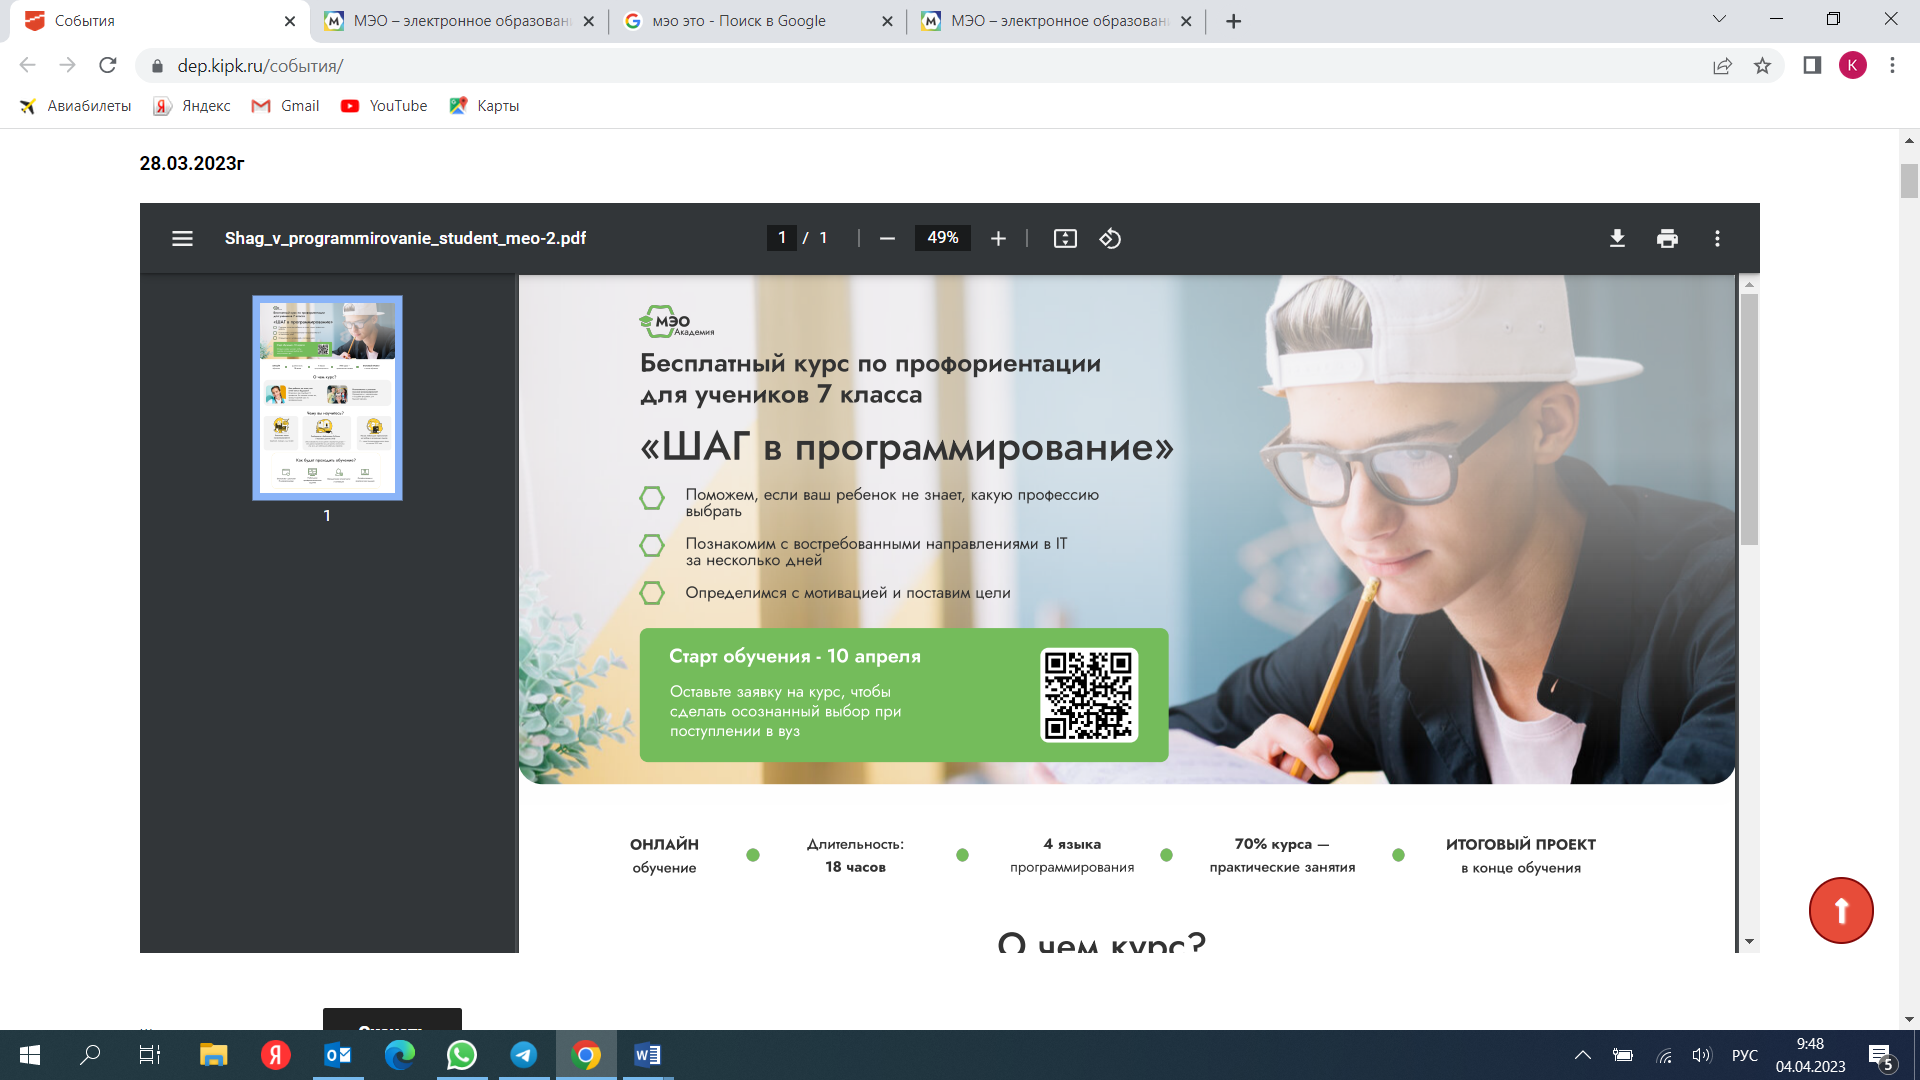 События
МЭО – электронное образован
мэо это - Поиск в Google
МЭО – электронное образован
dep.kipk.ru/события/
K
Авиабилеты
Яндекс
Gmail
YouTube
Карты
28.03.2023г
Shag_v_programmirovanie_student_meo-2.pdf
1 / 1
49%
1
МЭО
Академия
Бесплатный курс по профориентации
для учеников 7 класса
«ШАГ в программирование»
Поможем, если ваш ребенок не знает, какую профессию
выбрать
Познакомим с востребованными направлениями в IT
за несколько дней
Определимся с мотивацией и поставим цели
Старт обучения - 10 апреля
Оставьте заявку на курс, чтобы
сделать осознанный выбор при
поступлении в вуз
ОНЛАЙН
обучение
Длительность:
18 часов
4 языка
программирования
70% курса —
практические занятия
ИТОГОВЫЙ ПРОЕКТ
в конце обучения
О чем курс?
РУС
9:48
04.04.2023
5